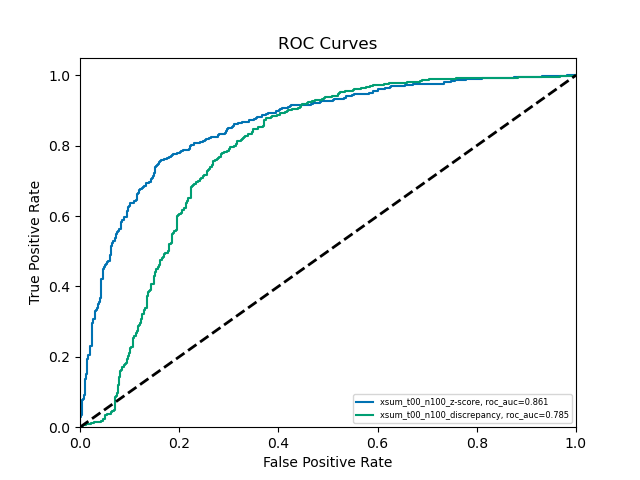 ROC Curves
True Positive Rate
1.0
0.8
0.6
0.4
0.2
0.0
0.0 0.2 0.4 0.6 0.8 1.0
False Positive Rate
xsum_t00_n100_z-score, roc_auc=0.861
xsum_t00_n100_discrepancy, roc_auc=0.785